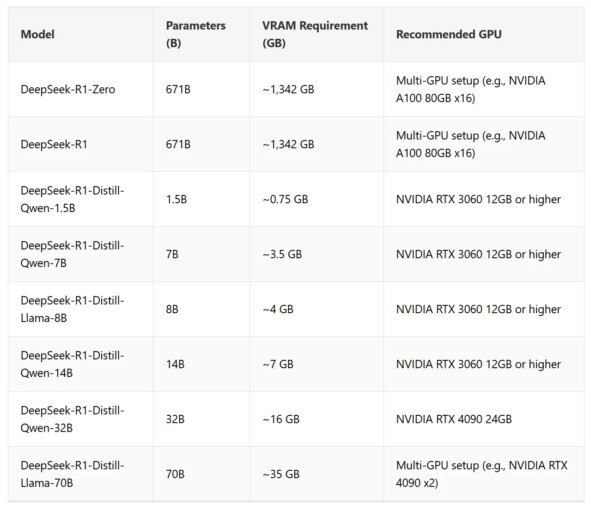 Model
Parameters
(B)
VRAM Requirement
(GB)
Recommended GPU
DeepSeek-R1-Zero
671B
~1,342 GB
Multi-GPU setup (e.g., NVIDIA
A100 80GB x16)
DeepSeek-R1
671B
~1,342 GB
Multi-GPU setup (e.g., NVIDIA
A100 80GB x16)
DeepSeek-R1-Distill-
Qwen-1.5B
1.5B
~0.75 GB
NVIDIA RTX 3060 12GB or higher
DeepSeek-R1-Distill-
Qwen-7B
7B
~3.5 GB
NVIDIA RTX 3060 12GB or higher
DeepSeek-R1-Distill-
Llama-8B
8B
~4 GB
NVIDIA RTX 3060 12GB or higher
DeepSeek-R1-Distill-
Qwen-14B
14B
~7 GB
NVIDIA RTX 3060 12GB or higher
DeepSeek-R1-Distill-
Qwen-32B
32B
~16 GB
NVIDIA RTX 4090 24GB
DeepSeek-R1-Distill-
Llama-70B
70B
~35 GB
Multi-GPU setup (e.g., NVIDIA RTX
4090 x2)